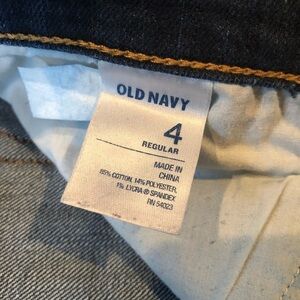 OLD NAVY
4
REGULAR
MADE IN
CHINA
85% COTTON, 14% POLYESTER,
1% LYCRA® SPANDEX
RN 54023